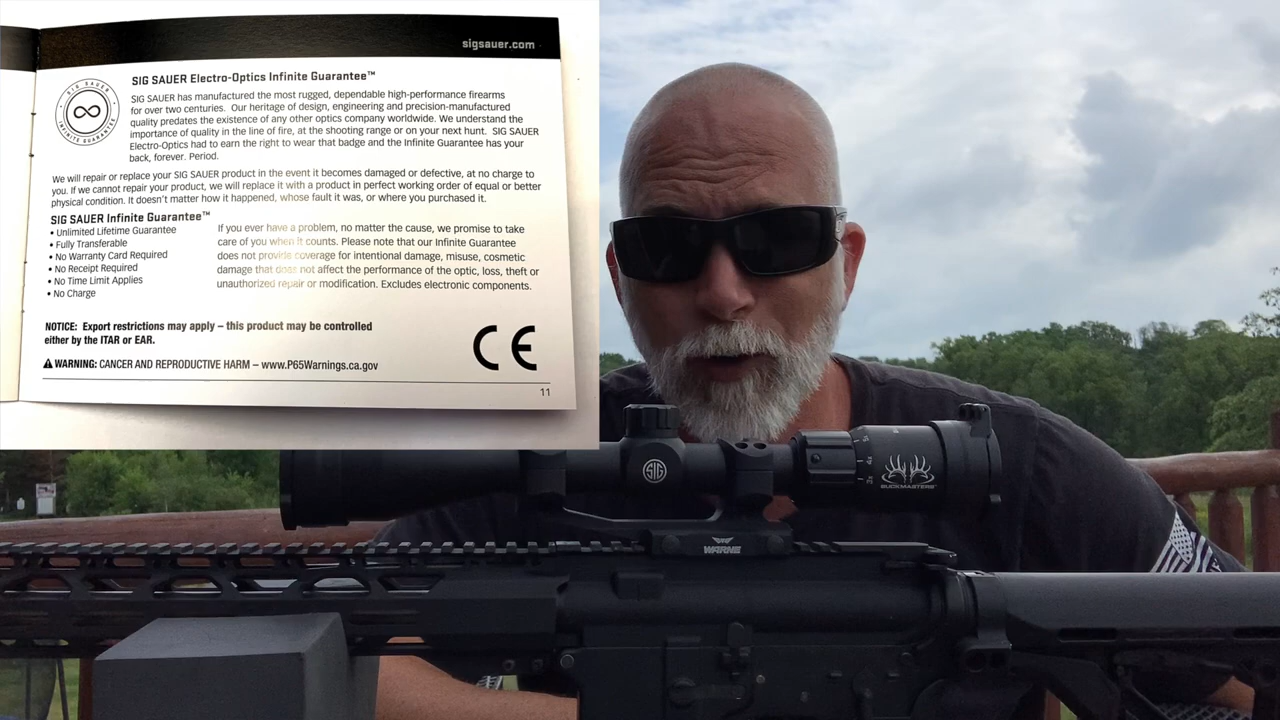 sigsauer.com
SIG SAUER
INFINITE GUARANTEE
SIG SAUER Electro-Optics Infinite Guarantee™
SIG SAUER has manufactured the most rugged, dependable high-performance firearms
for over two centuries. Our heritage of design, engineering and precision-manufactured
quality predates the existence of any other optics company worldwide. We understand the
importance of quality in the line of fire, at the shooting range or on your next hunt. SIG SAUER
Electro-Optics had to earn the right to wear that badge and the Infinite Guarantee has your
back, forever. Period.
We will repair or replace your SIG SAUER product in the event it becomes damaged or defective, at no charge to
you. If we cannot repair your product, we will replace it with a product in perfect working order of equal or better
physical condition. It doesn't matter how it happened, whose fault it was, or where you purchased it.
SIG SAUER Infinite Guarantee™
• Unlimited Lifetime Guarantee
• Fully Transferable
• No Warranty Card Required
• No Receipt Required
• No Time Limit Applies
• No Charge
If you ever have a problem, no matter the cause, we promise to take
care of you when it counts. Please note that our Infinite Guarantee
does not provide coverage for intentional damage, misuse, cosmetic
damage that does not affect the performance of the optic, loss, theft or
unauthorized repair or modification. Excludes electronic components.
NOTICE: Export restrictions may apply – this product may be controlled
either by the ITAR or EAR.
WARNING: CANCER AND REPRODUCTIVE HARM – www.P65Warnings.ca.gov
CE
11
SIG
BUCKMASTERS
WARNE